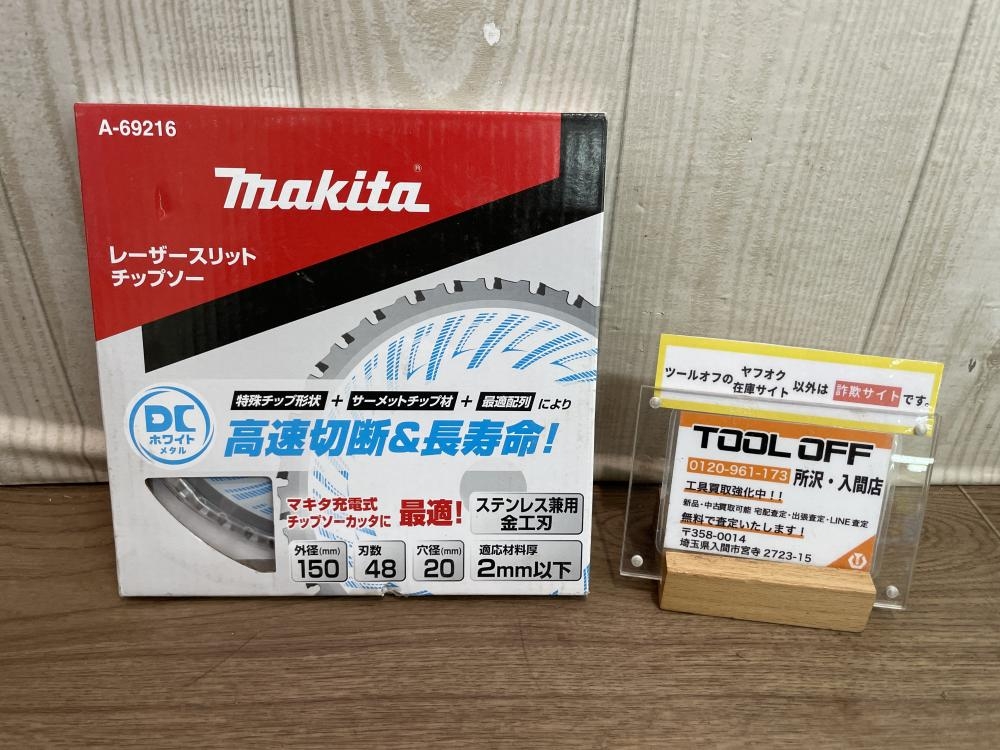 A-69216
makita®
レーザースリット
チップソー
DC
ホワイト
メタル
特殊チップ形状 + サーメットチップ材 + 最適配列 により
高速切断&長寿命!
マキタ充電式
チップソーカッタに 最適!
ステンレス兼用
金工刃
外径(mm)
150
刃数
48
穴径(mm)
20
適応材料厚
2mm以下
ツールオフの ヤフオク
在庫サイト 以外は 詐欺サイト です。
TOOL OFF
0120-961-173 所沢・入間店
工具買取強化中!!
新品・中古買取可能 宅配査定・出張査定・LINE査定
無料で査定いたします!
〒358-0014
埼玉県入間市宮寺 2723-15